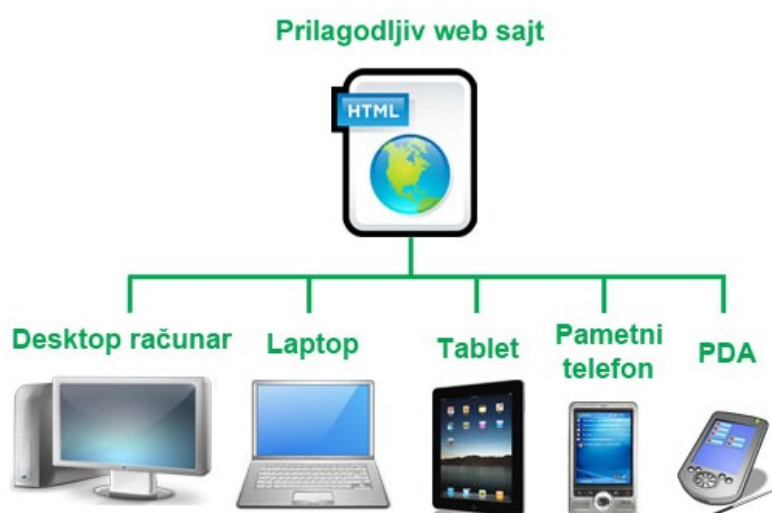 Prilagodljiv web sajt
HTML
Desktop računar
Laptop
Tablet
Pametni
telefon
PDA